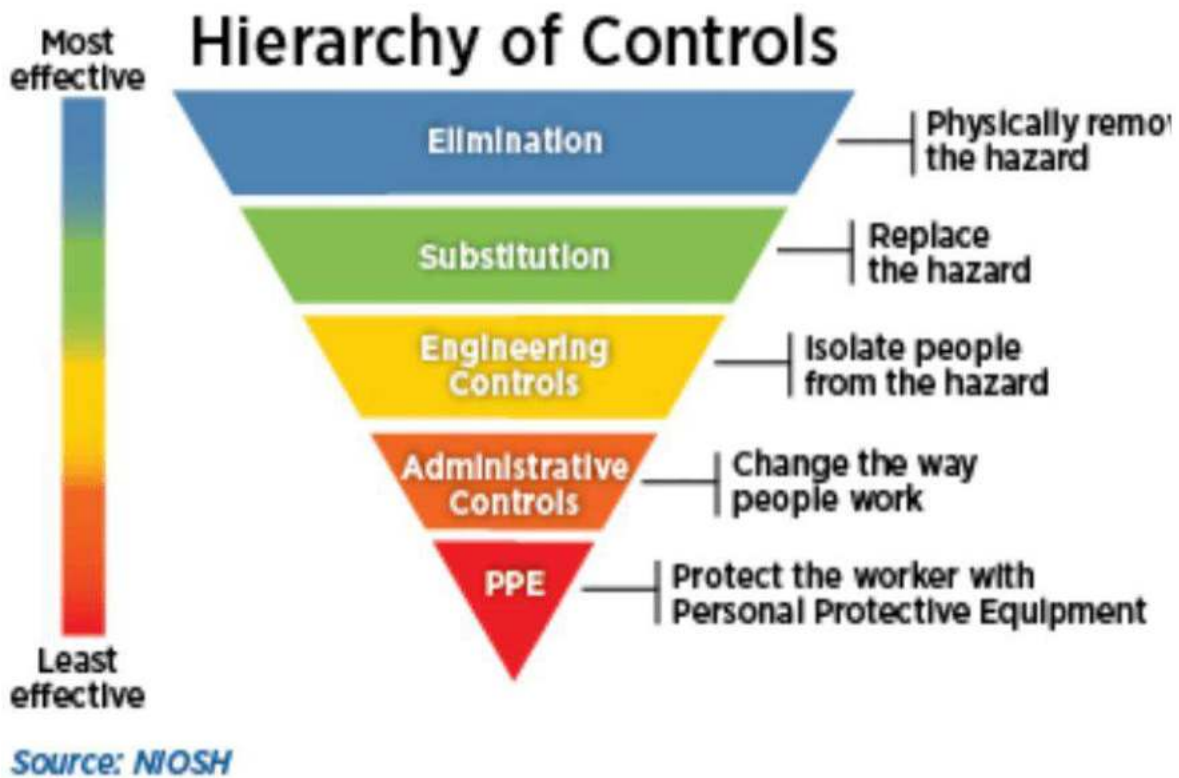 Hierarchy of Controls
Most
effective
Elimination
Physically
the hazard
Substitution
Replace
the hazard
Engineering
Controls
Isolate people
from the hazard
Administrative
Controls
Change the way
people work
PPE
Protect the worker with
Personal Protective Equipment
Least
effective
Source: NIOSH